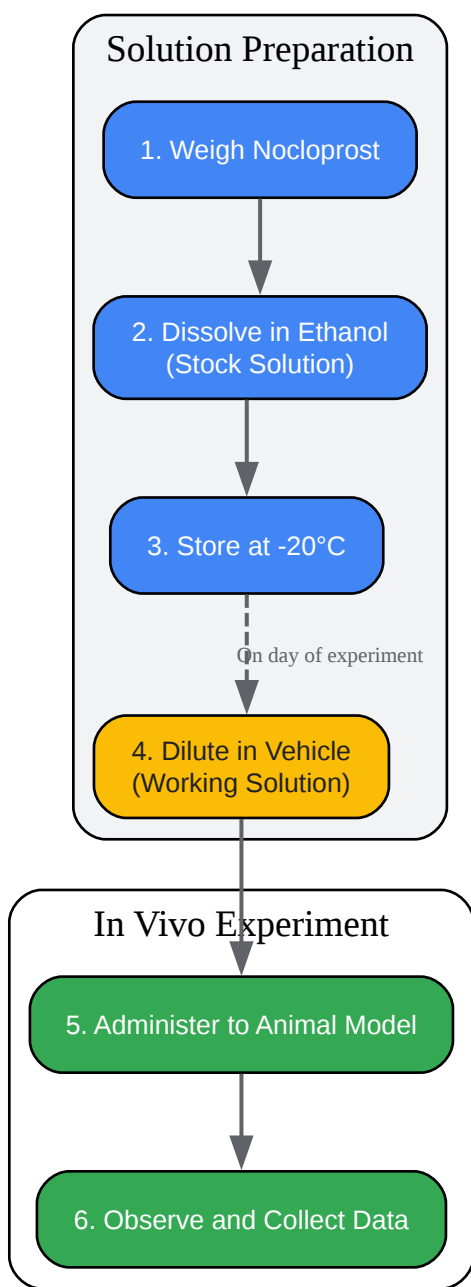 Solution Preparation
1. Weigh Nocloprost
2. Dissolve in Ethanol
(Stock Solution)
3. Store at -20°C
On day of experiment
4. Dilute in Vehicle
(Working Solution)
In Vivo Experiment
5. Administer to Animal Model
6. Observe and Collect Data